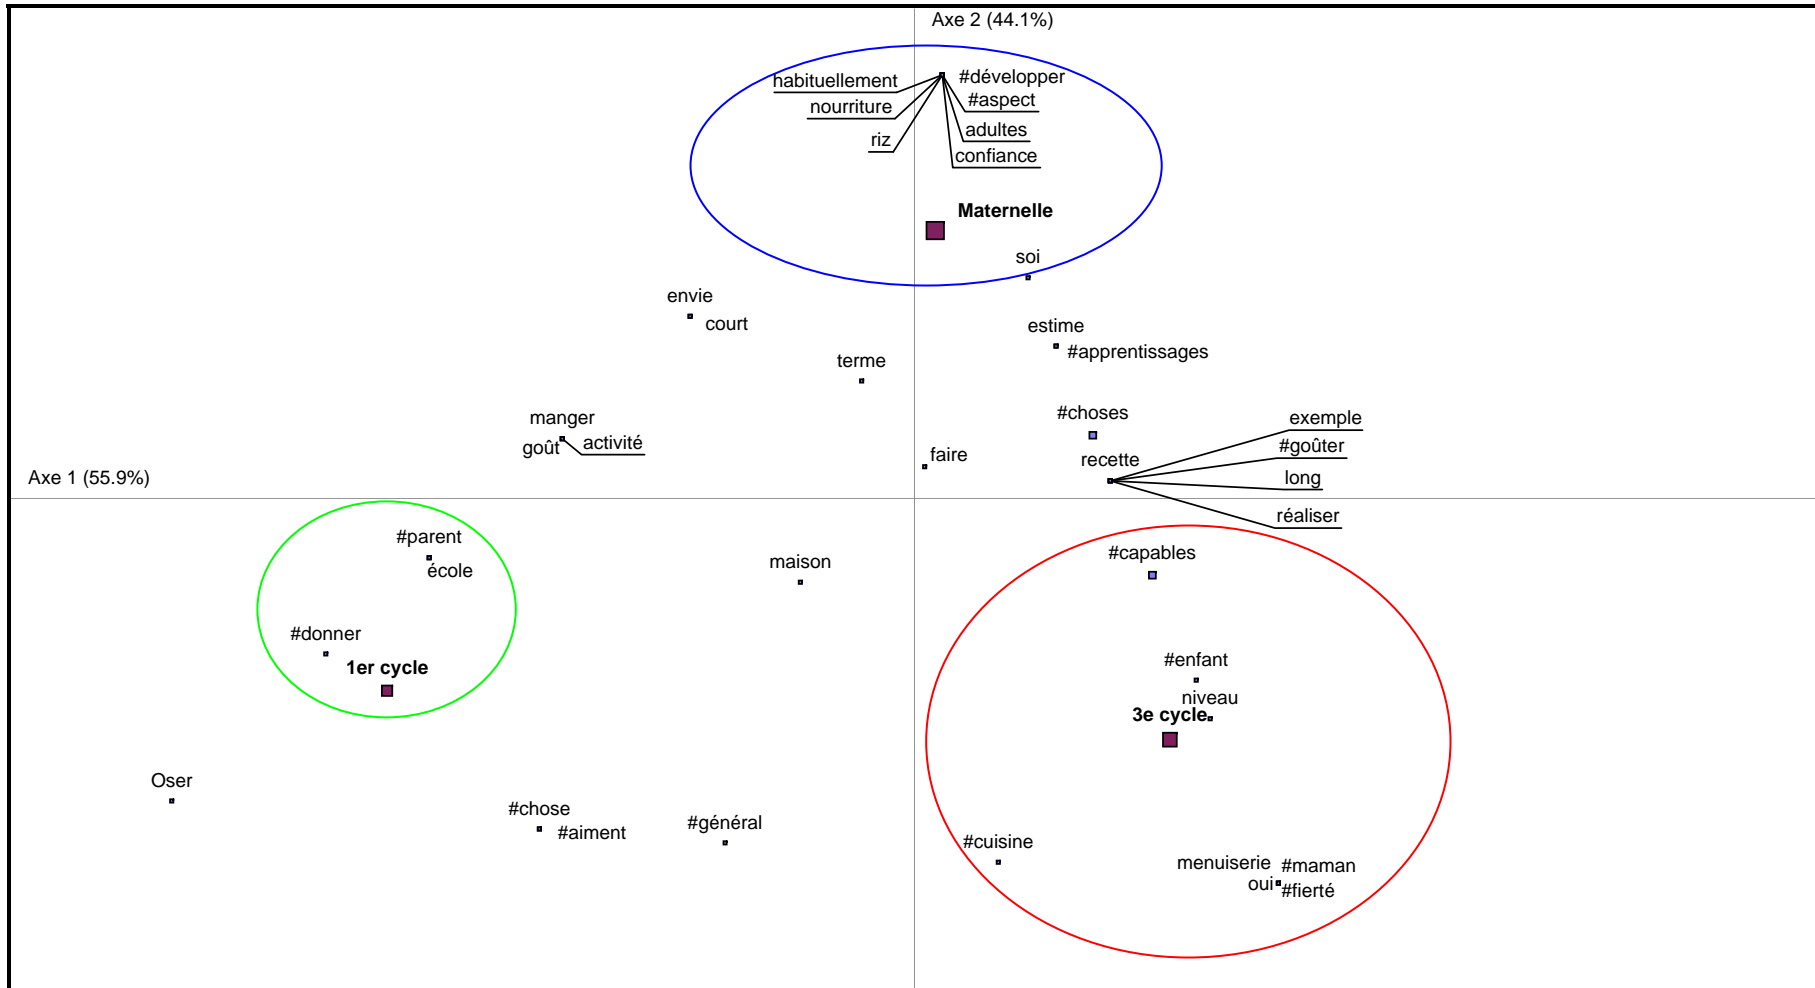 Axe 2 (44.1%)
habituellement
#développer
nourriture
#aspect
riz
adultes
confiance
Maternelle
soi
envie
court
estime
#apprentissages
terme
manger
goût
activité
#choses
exemple
faire
recette
#goûter
Axe 1 (55.9%)
long
réaliser
#parent
école
maison
#capables
#donner
1er cycle
#enfant
niveau
3e cycle
Oser
#chose
#aiment
#général
#cuisine
menuiserie
#maman
oui
#fierté